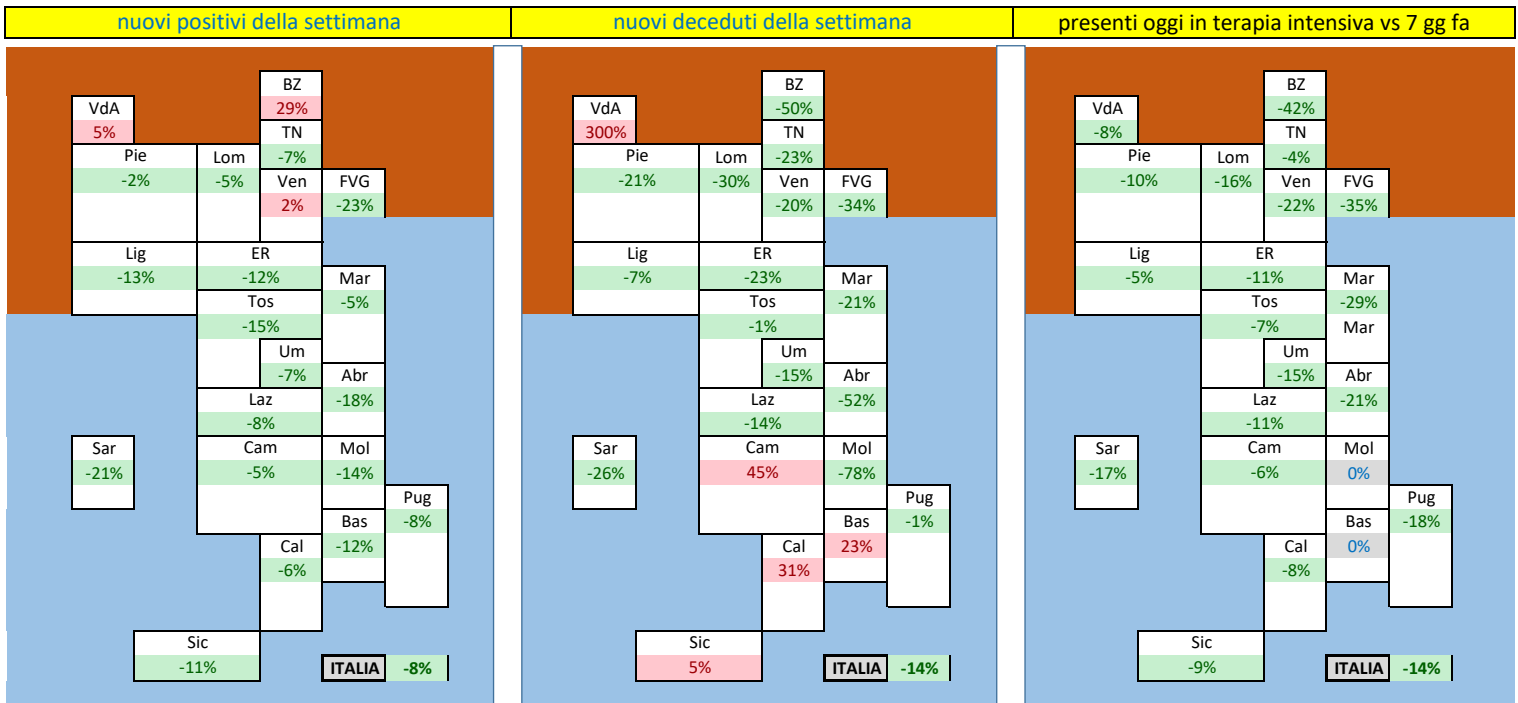 nuovi positivi della settimana
nuovi deceduti della settimana
presenti oggi in terapia intensiva vs 7 gg fa
BZ
VdA 29%
5% TN
Pie Lom -7%
-2% -5% Ven FVG
2% -23%
Lig ER
-13% -12% Mar
Tos -5%
-15%
Um
-7% Abr
Laz -18%
-8%
Sar Cam Mol
-21% -5% -14%
Pug
Bas -8%
Cal -12%
-6%
Sic
-11% ITALIA -8%
BZ
VdA -50%
300% TN
Pie Lom -23%
-21% -30% Ven FVG
-20% -34%
Lig ER
-7% -23% Mar
Tos -21%
-1%
Um
-15% Abr
Laz -52%
-14%
Sar Cam Mol
-26% 45% -78%
Pug
Bas -1%
Cal 23%
31%
Sic
5% ITALIA -14%
BZ
VdA -42%
-8% TN
Pie Lom -4%
-10% -16% Ven FVG
-22% -35%
Lig ER
-5% -11% Mar
Tos -29%
-7% Mar
Um
-15% Abr
Laz -21%
-11%
Sar Cam Mol
-17% -6% 0%
Pug
Bas -18%
Cal 0%
-8%
Sic
-9% ITALIA -14%